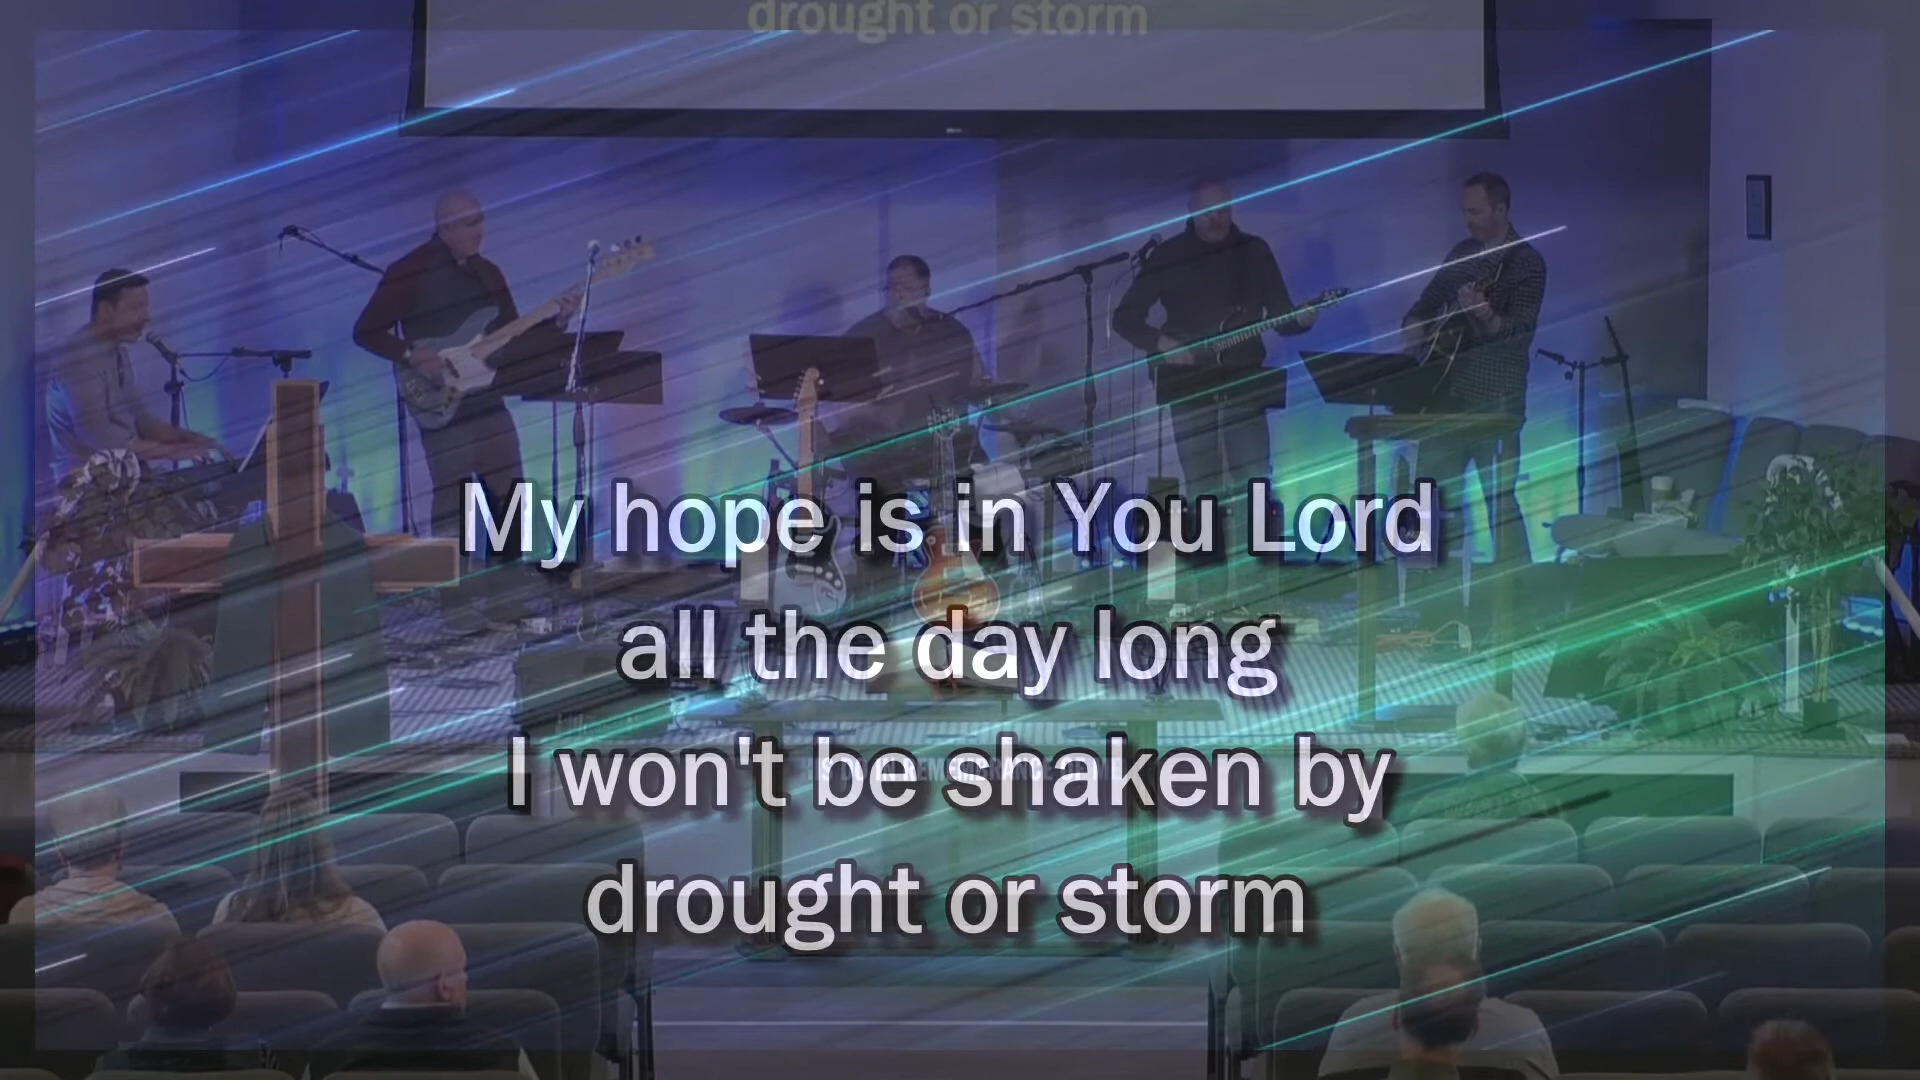 drought or storm
My hope is in You Lord
all the day long
I won't be shaken by
drought or storm